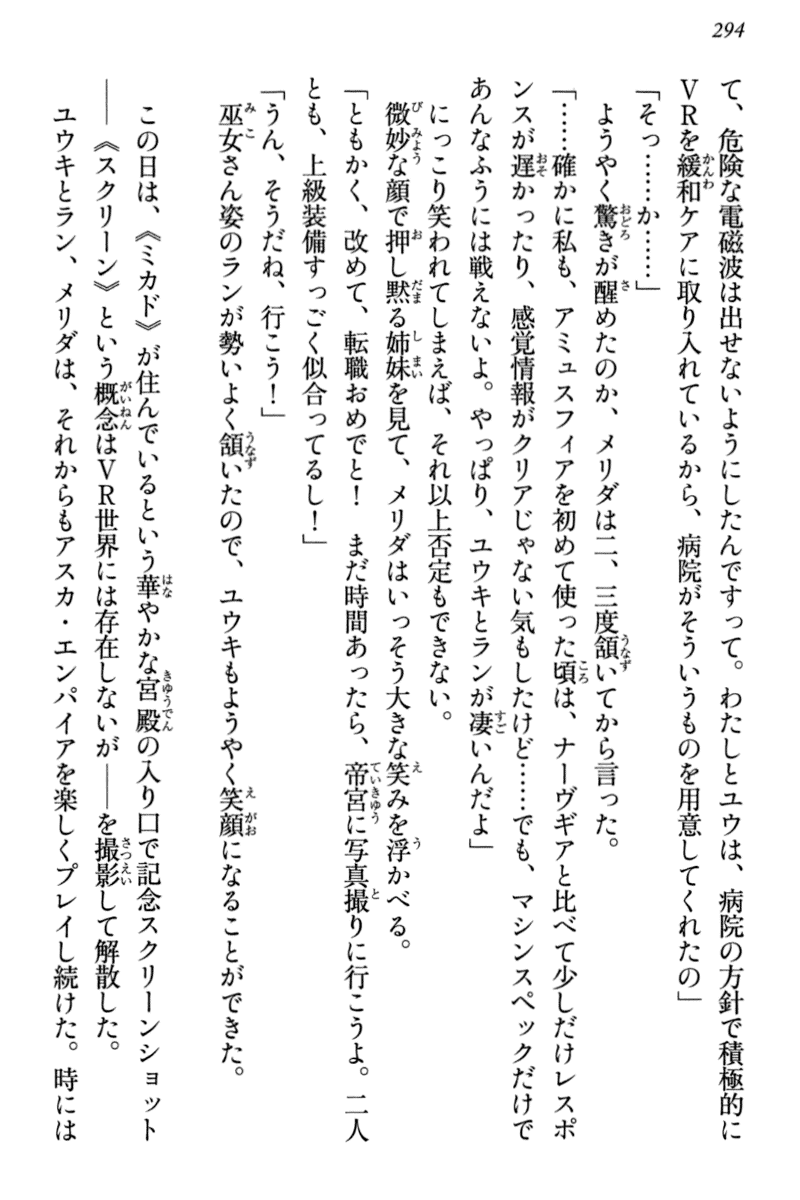 294
て、危険な電磁波は出せないようにしたんですって。わたしとユウは、病院の方針で積極的に
ＶＲを緩和ケアに取り入れているから、病院がそういうものを用意してくれたの」
「そっ……か……」
　ようやく驚きが醒めたのか、メリダは二、三度頷いてから言った。
「……確かに私も、アミュスフィアを初めて使った頃は、ナーヴギアと比べて少しだけレスポ
ンスが遅かったり、感覚情報がクリアじゃない気もしたけど……でも、マシンスペックだけで
あんなふうには戦えないよ。やっぱり、ユウキとランが凄いんだよ」
　にっこり笑われてしまえば、それ以上否定もできない。
　微妙な顔で押し黙る姉妹を見て、メリダはいっそう大きな笑みを浮かべる。
「ともかく、改めて、転職おめでと！　まだ時間あったら、帝宮に写真撮りに行こうよ。二人
とも、上級装備すっごく似合ってるし！」
「うん、そうだね、行こう！」
　巫女さん姿のランが勢いよく頷いたので、ユウキもようやく笑顔になることができた。
　この日は、《ミカド》が住んでいるという華やかな宮殿の入り口で記念スクリーンショット
――《スクリーン》という概念はＶＲ世界には存在しないが――を撮影して解散した。
　ユウキとラン、メリダは、それからもアスカ・エンパイアを楽しくプレイし続けた。時には